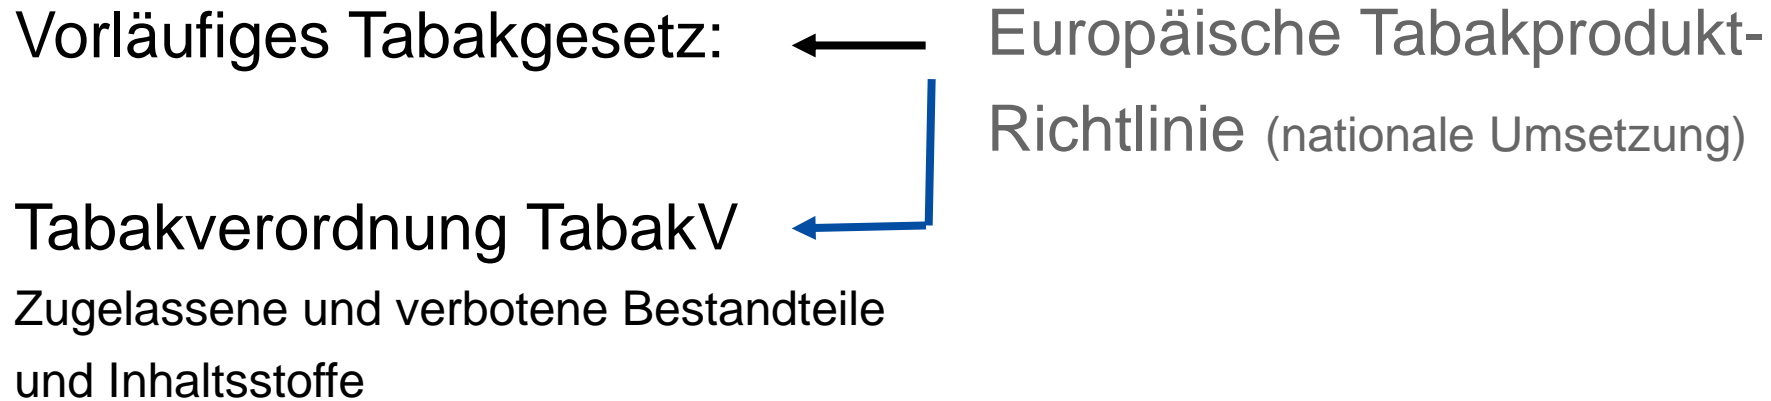 Vorläufiges Tabakgesetz:
Europäische Tabakprodukt-
Richtlinie (nationale Umsetzung)
Tabakverordnung TabakV
Zugelassene und verbotene Bestandteile
und Inhaltsstoffe